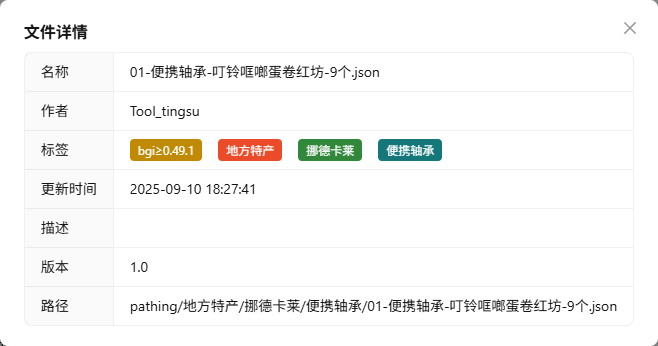 文件详情
名称 01-便携轴承-叮铃哐啷蛋卷红坊-9个.json
作者 Tool_tingsu
标签 bgi≥0.49.1 地方特产 挪德卡莱 便携轴承
更新时间 2025-09-10 18:27:41
描述
版本 1.0
路径 pathing/地方特产/挪德卡莱/便携轴承/01-便携轴承-叮铃哐啷蛋卷红坊-9个.json